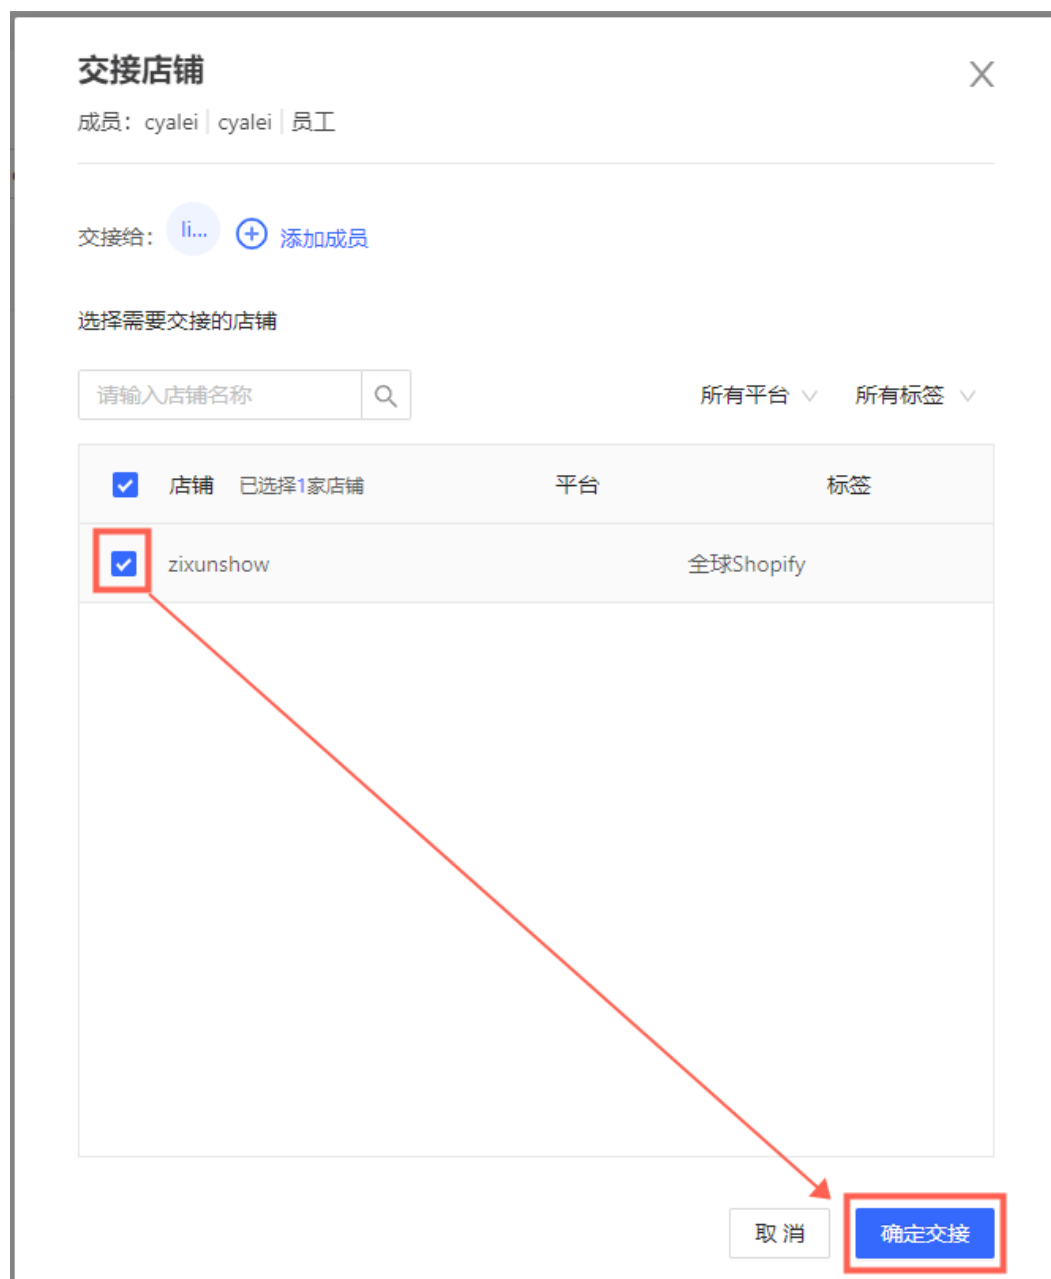 交接店铺
成员：cyalei cyalei 员工
交接给： li... 添加成员
选择需要交接的店铺
请输入店铺名称 所有平台 所有标签
店铺 已选择1家店铺 平台 标签
zixunshow 全球Shopify
取 消 确定交接